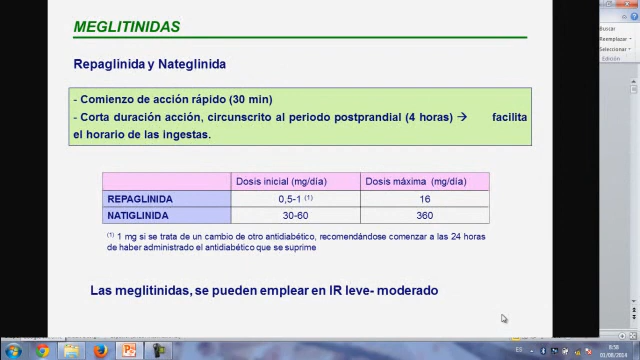 MEGLITINIDAS
Repaglinida y Nateglinida
- Comienzo de acción rápido (30 min)
- Corta duración acción, circunscrito al periodo postprandial (4 horas) → facilita
el horario de las ingestas.
Dosis inicial (mg/día) Dosis máxima (mg/día)
REPAGLINIDA 0,5-1 (1) 16
NATIGLINIDA 30-60 360
(1) 1 mg si se trata de un cambio de otro antidiabético, recomendándose comenzar a las 24 horas
de haber administrado el antidiabético que se suprime
Las meglitinidas, se pueden emplear en IR leve- moderado
Buscar
Reemplazar
Seleccionar
Edición
ES
8:58